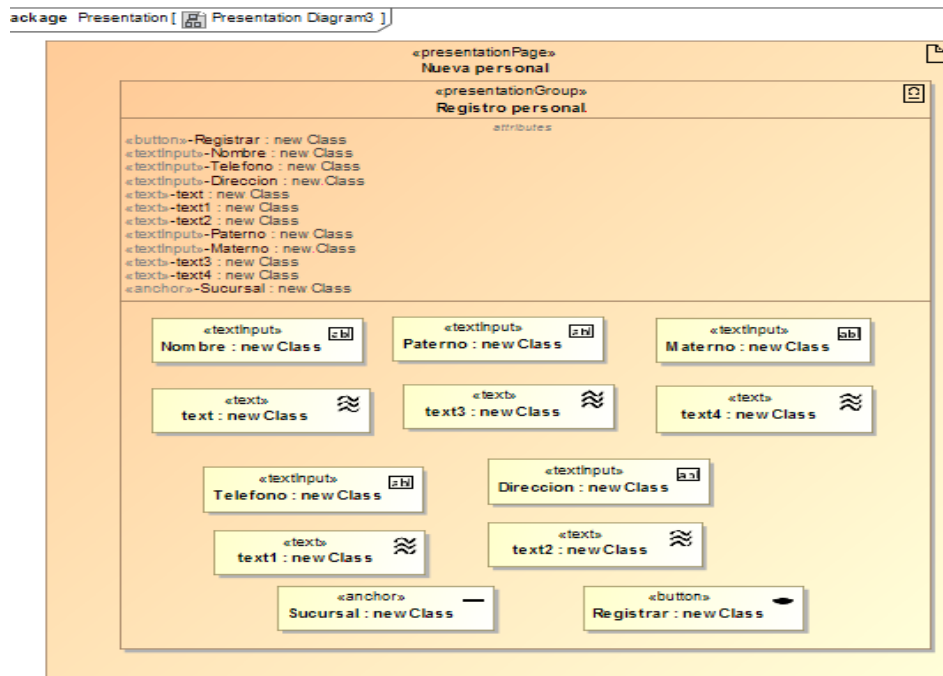 ackage Presentation [ Presentation Diagram3 ]
«presentationPage»
Nueva personal
«presentationGroup»
Registro personal
attributes
«button»-Registrar : new Class
«textInput»-Nombre : new Class
«textInput»-Telefono : new Class
«textInput»-Direccion : new.Class
«text»-text : new Class
«text»-text1 : new Class
«text»-text2 : new Class
«textInput»-Paterno : new Class
«textInput»-Materno : new.Class
«text»-text3 : new Class
«text»-text4 : new Class
«anchor»-Sucursal : new Class
«textInput»
Nombre : new Class
«textInput»
Paterno : new Class
«textInput»
Materno : new Class
«text»
text : new Class
«text»
text3 : new Class
«text»
text4 : new Class
«textInput»
Telefono : new Class
«textInput»
Direccion : new Class
«text»
text1 : new Class
«text»
text2 : new Class
«anchor»
Sucursal : new Class
«button»
Registrar : new Class